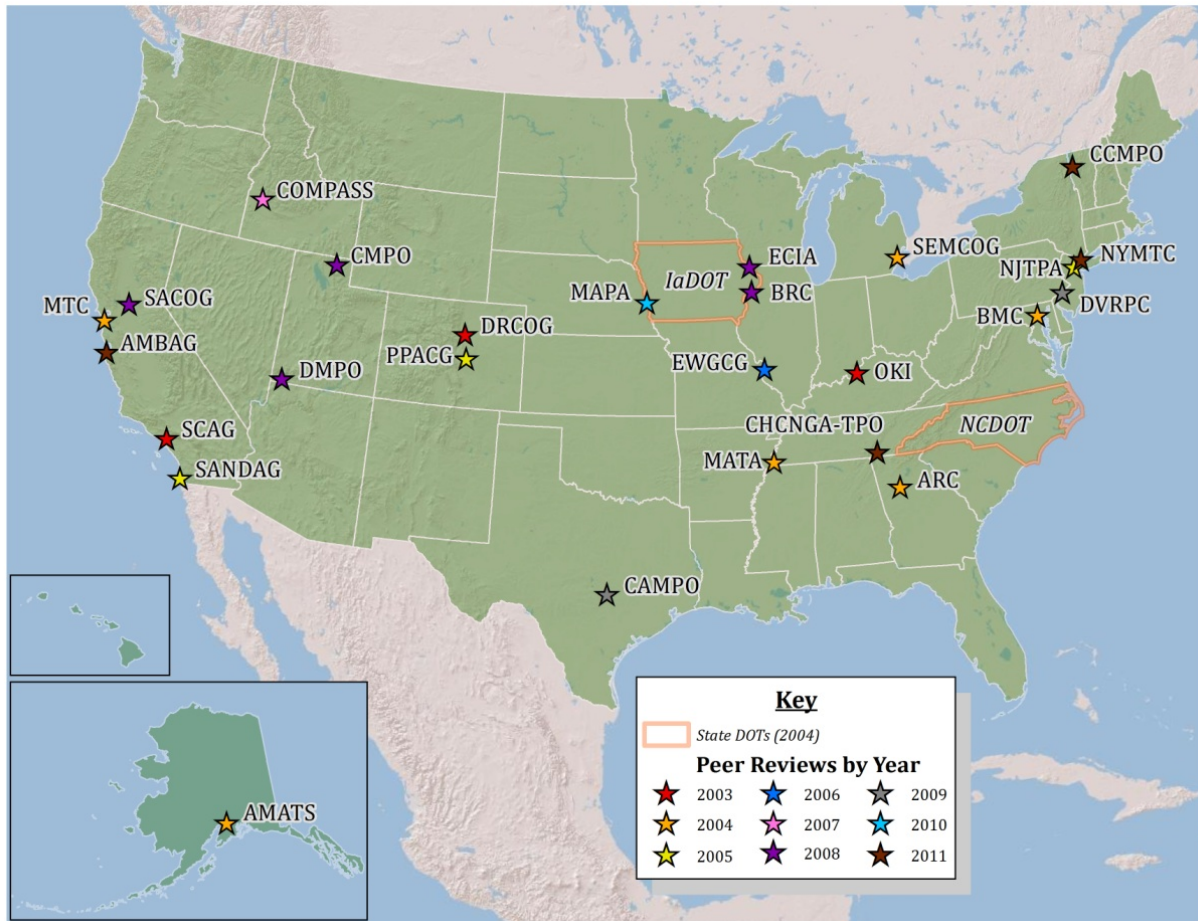 CCMPO
COMPASS
SEMCOG
NYMTC
CMPO
ECIA
NJTPA
IaDOT
MAPA
BRC
DVRPC
SACOG
MTC
BMC
DRCOG
AMBAG
PPACG
DMPO
EWGCG
OKI
SCAG
CHCNGA-TPO
NCDOT
MATA
SANDAG
ARC
CAMPO
AMATS
Key
State DOTs (2004)
Peer Reviews by Year
2003
2006
2009
2004
2007
2010
2005
2008
2011